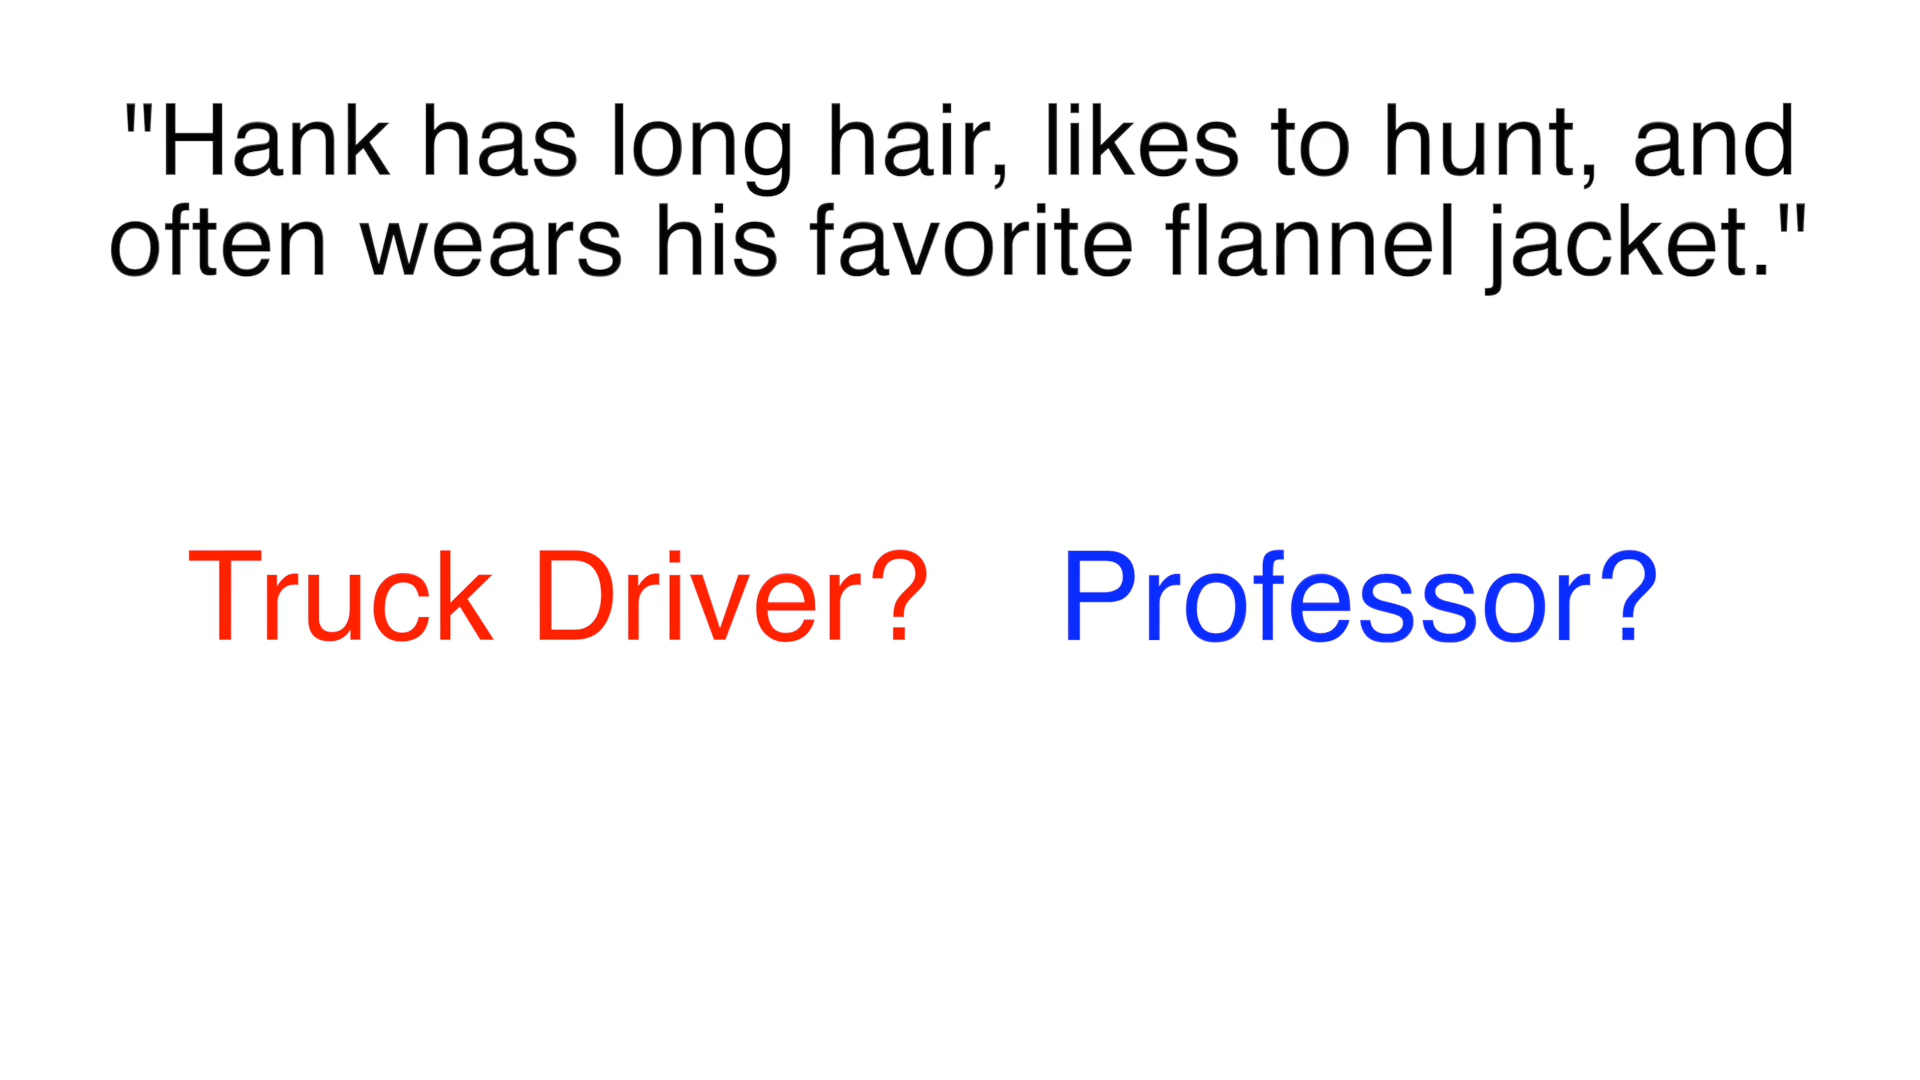 "Hank has long hair, likes to hunt, and
often wears his favorite flannel jacket."
Truck Driver? Professor?